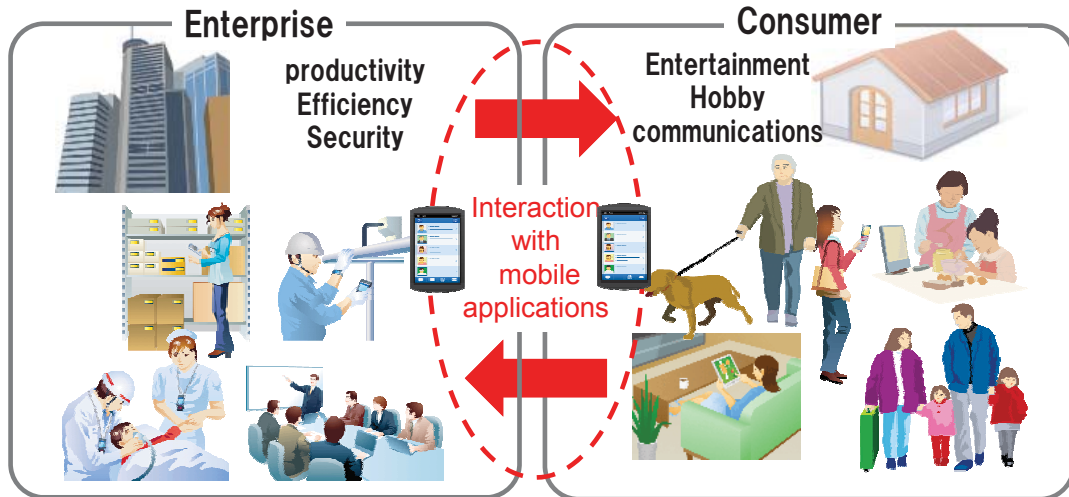 Enterprise
productivity
Efficiency
Security
Interaction
with
mobile
applications
Consumer
Entertainment
Hobby
communications